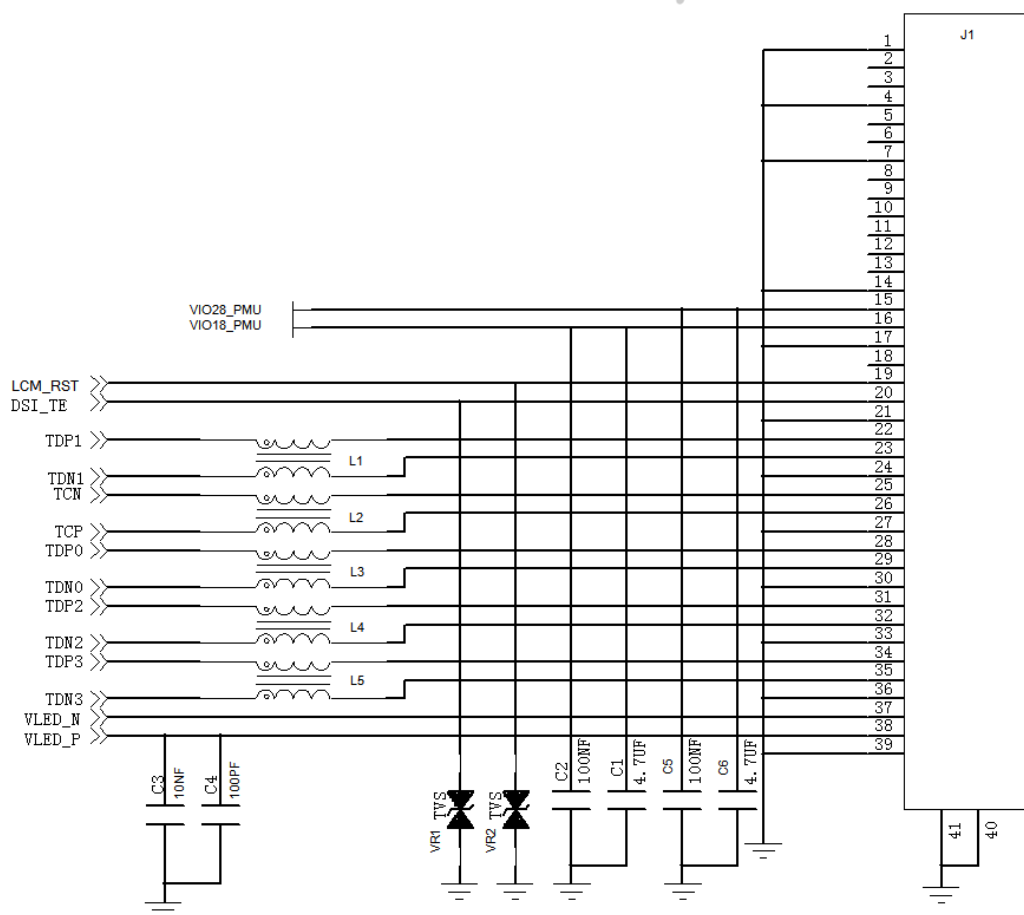 J1
1
2
3
4
5
6
7
8
9
10
11
12
13
14
VIO28_PMU
15
VIO18_PMU
16
17
18
LCM_RST
19
DSI_TE
20
21
TDP1
22
23
L1
TDN1
24
TCN
25
26
L2
TCP
27
TDP0
28
29
L3
TDN0
30
TDP2
31
32
L4
TDN2
33
TDP3
34
35
L5
TDN3
36
VLED_N
37
VLED_P
38
39
C3
10NF
C4
100PF
TVS
VR1
TVS
VR2
C2
100NF
C1
4.7UF
C5
100NF
C6
4.7UF
41
40